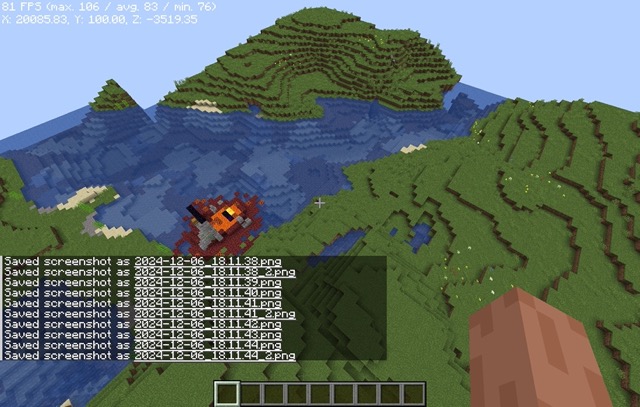 81 FPS (max. 106 / avg. 83 / min. 76)
X: 20085.83, Y: 100.00, Z: -3519.35
Saved screenshot as 2024-12-06_18.11.38.png
Saved screenshot as 2024-12-06_18.11.38_2.png
Saved screenshot as 2024-12-06_18.11.39.png
Saved screenshot as 2024-12-06_18.11.40.png
Saved screenshot as 2024-12-06_18.11.41.png
Saved screenshot as 2024-12-06_18.11.41_2.png
Saved screenshot as 2024-12-06_18.11.42.png
Saved screenshot as 2024-12-06_18.11.43.png
Saved screenshot as 2024-12-06_18.11.44.png
Saved screenshot as 2024-12-06_18.11.44_2.png